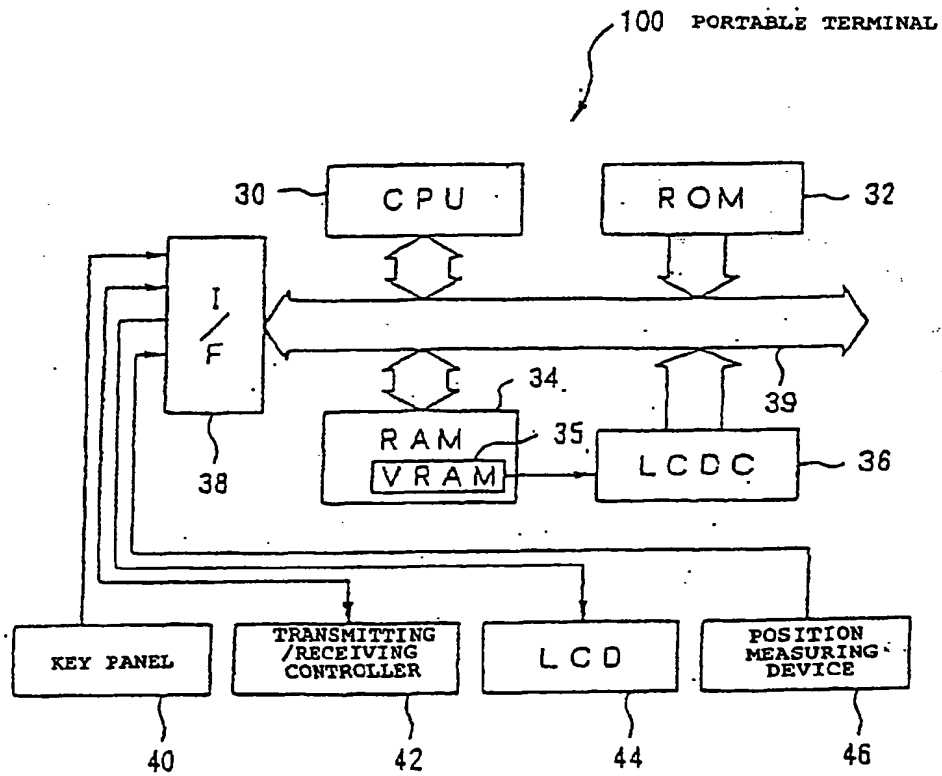 100 PORTABLE TERMINAL
30
CPU
ROM
32
I/F
34
39
RAM
35
VRAM
LCDC
36
38
KEY PANEL
TRANSMITTING
/RECEIVING
CONTROLLER
LCD
POSITION
MEASURING
DEVICE
40
42
44
46